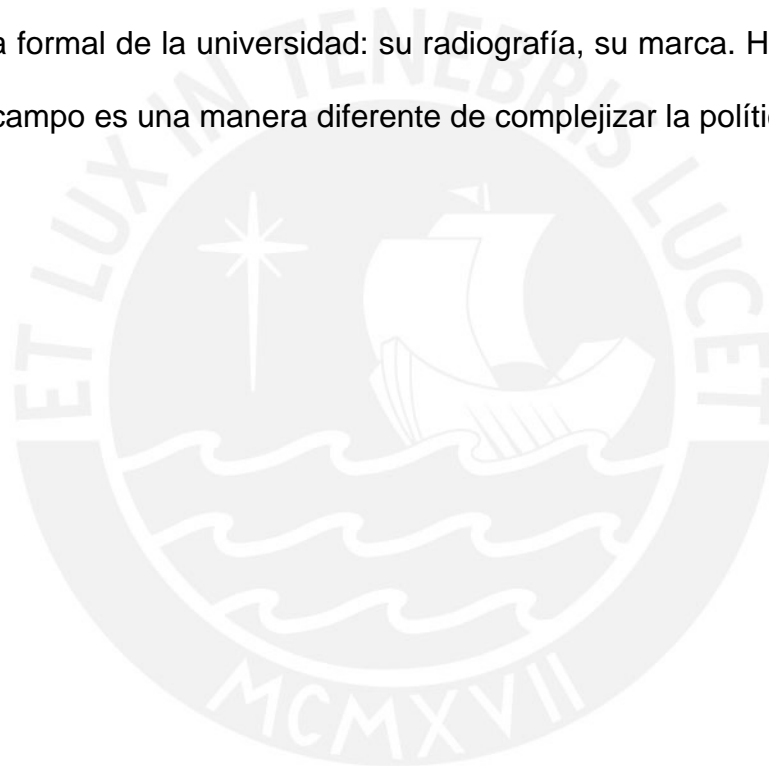 a formal de la universidad: su radiografía, su marca. H
campo es una manera diferente de complejizar la políti
ET LUX IN TENEBRIS LUCET
MCMXVII